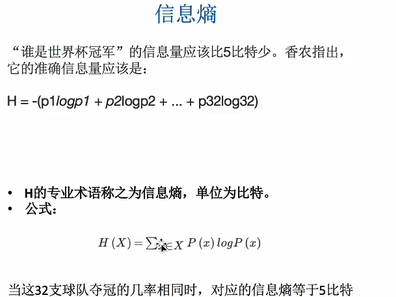 信息熵
“谁是世界杯冠军”的信息量应该比5比特少。香农指出，
它的准确信息量应该是：
H = -(p1logp1 + p2logp2 + ... + p32log32)
• H的专业术语称之为信息熵，单位为比特。
• 公式：
H (X) = ∑x∈X P (x) logP (x)
当这32支球队夺冠的几率相同时，对应的信息熵等于5比特